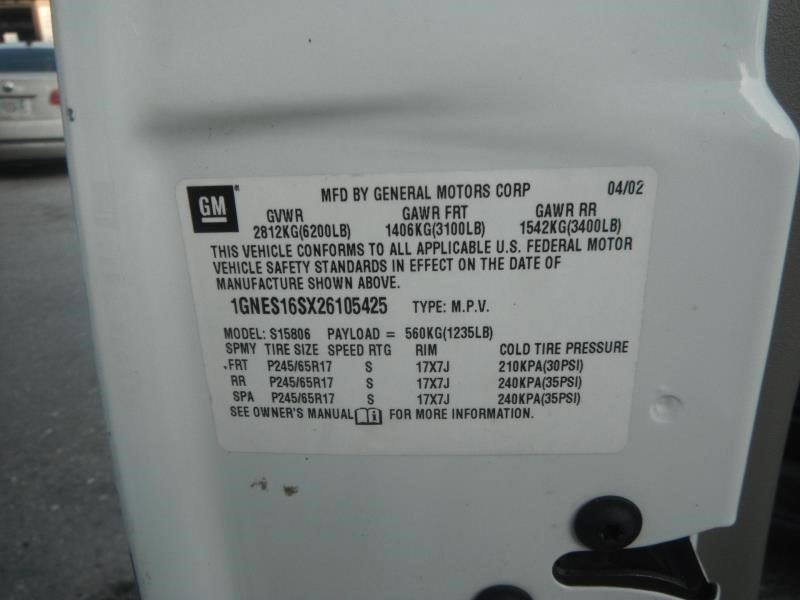 GM
MFD BY GENERAL MOTORS CORP 04/02
GVWR GAWR FRT GAWR RR
2812KG(6200LB) 1406KG(3100LB) 1542KG(3400LB)
THIS VEHICLE CONFORMS TO ALL APPLICABLE U.S. FEDERAL MOTOR
VEHICLE SAFETY STANDARDS IN EFFECT ON THE DATE OF
MANUFACTURE SHOWN ABOVE.
1GNES16SX26105425 TYPE: M.P.V.
MODEL: S15806 PAYLOAD = 560KG(1235LB)
SPMY TIRE SIZE SPEED RTG RIM COLD TIRE PRESSURE
FRT P245/65R17 S 17X7J 210KPA(30PSI)
RR P245/65R17 S 17X7J 240KPA(35PSI)
SPA P245/65R17 S 17X7J 240KPA(35PSI)
SEE OWNER'S MANUAL FOR MORE INFORMATION.